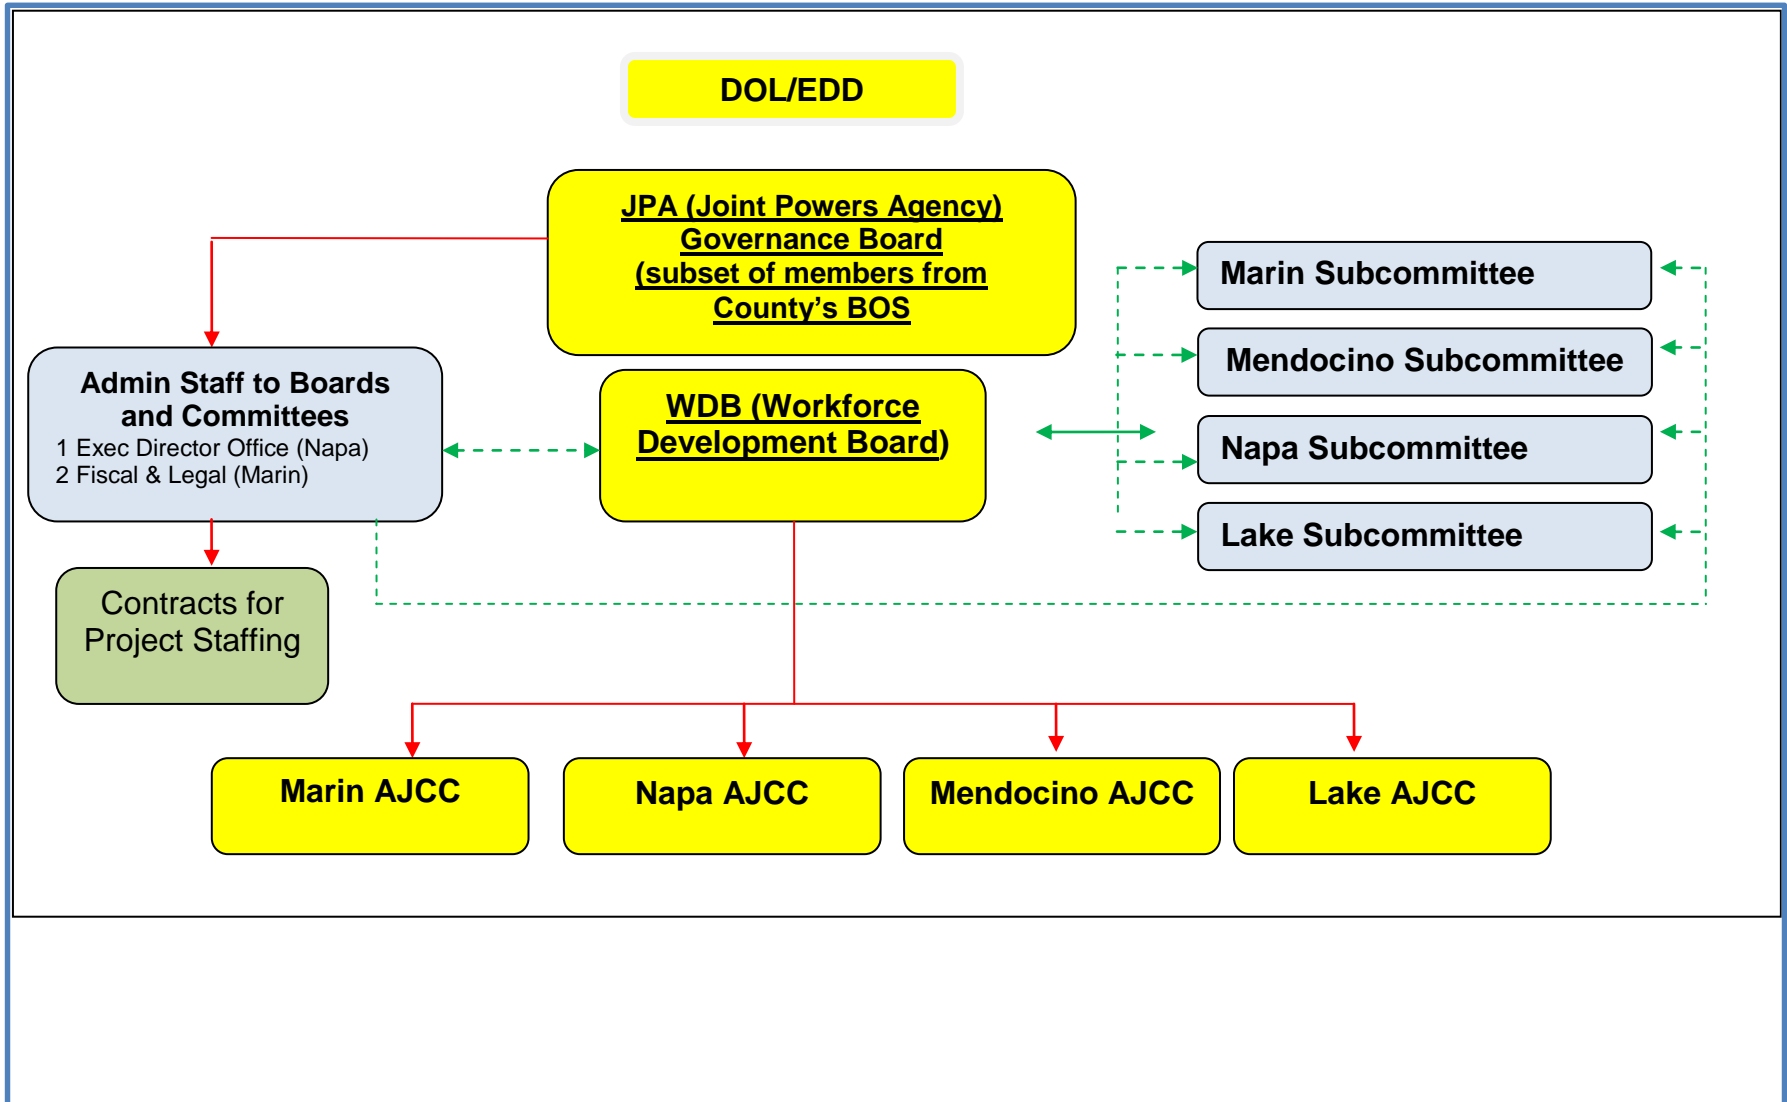 DOL/EDD
JPA (Joint Powers Agency)
Governance Board
(subset of members from
County’s BOS
Admin Staff to Boards
and Committees
1 Exec Director Office (Napa)
2 Fiscal & Legal (Marin)
WDB (Workforce
Development Board)
Marin Subcommittee
Mendocino Subcommittee
Napa Subcommittee
Lake Subcommittee
Contracts for
Project Staffing
Marin AJCC
Napa AJCC
Mendocino AJCC
Lake AJCC